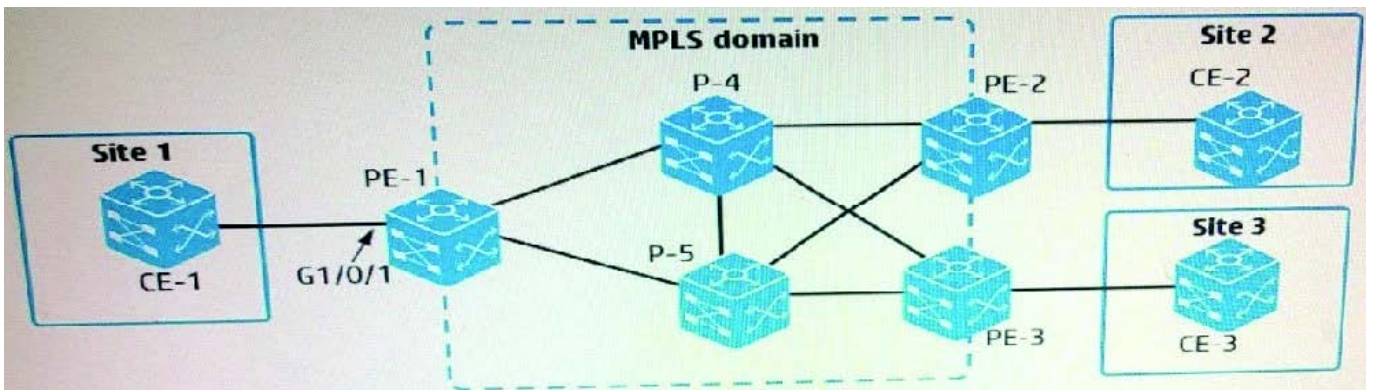 MPLS domain
Site 1
CE-1
PE-1
G1/0/1
P-4
P-5
PE-2
PE-3
Site 2
CE-2
Site 3
CE-3